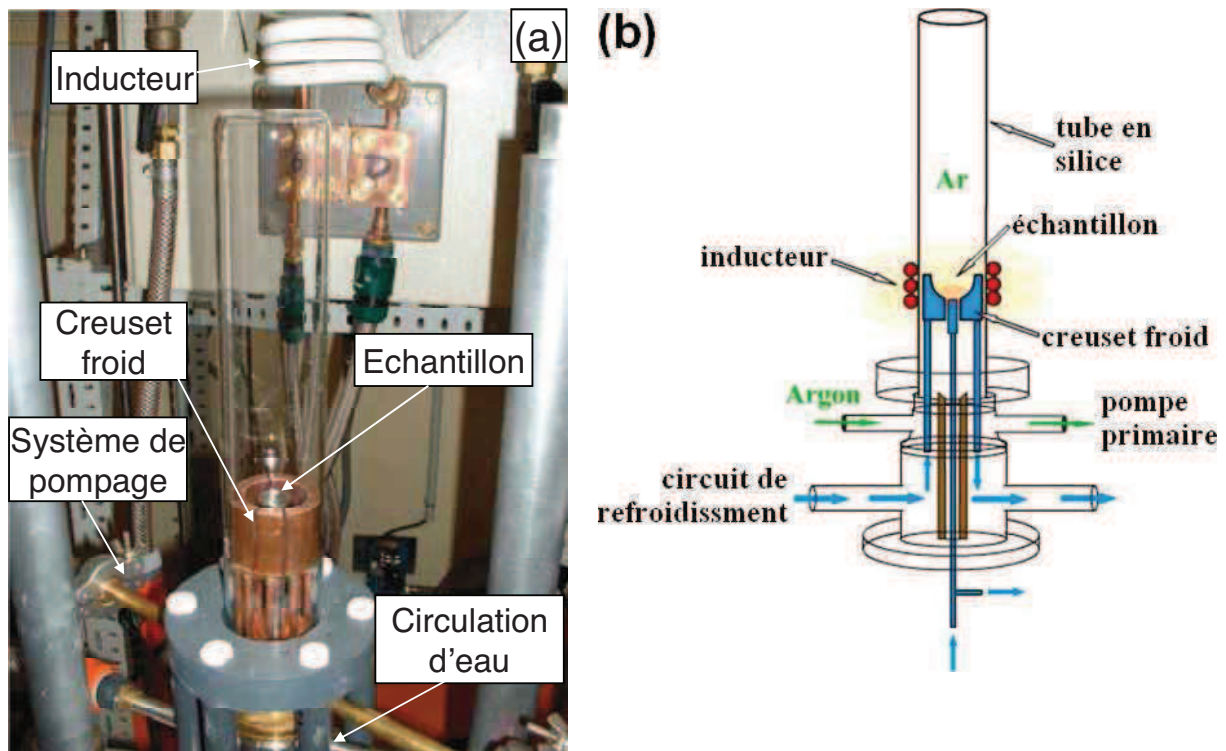 (a)
Inducteur
Creuset
froid
Echantillon
Système de
pompage
Circulation
d'eau
(b)
tube en
silice
Ar
échantillon
inducteur
creuset froid
Argon
pompe
primaire
circuit de
refroidissment